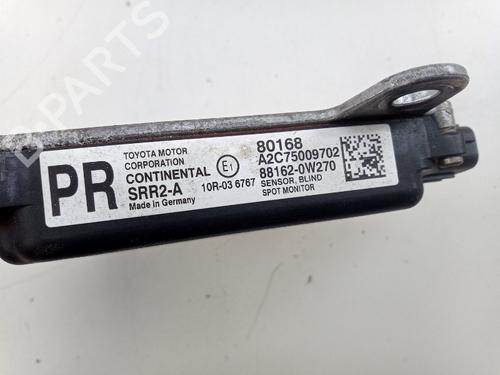 B-PARTS
PR
TOYOTA MOTOR
CORPORATION
CONTINENTAL
SRR2-A
Made in Germany
E1
10R-03 6767
80168
A2C75009702
88162-0W270
SENSOR, BLIND
SPOT MONITOR